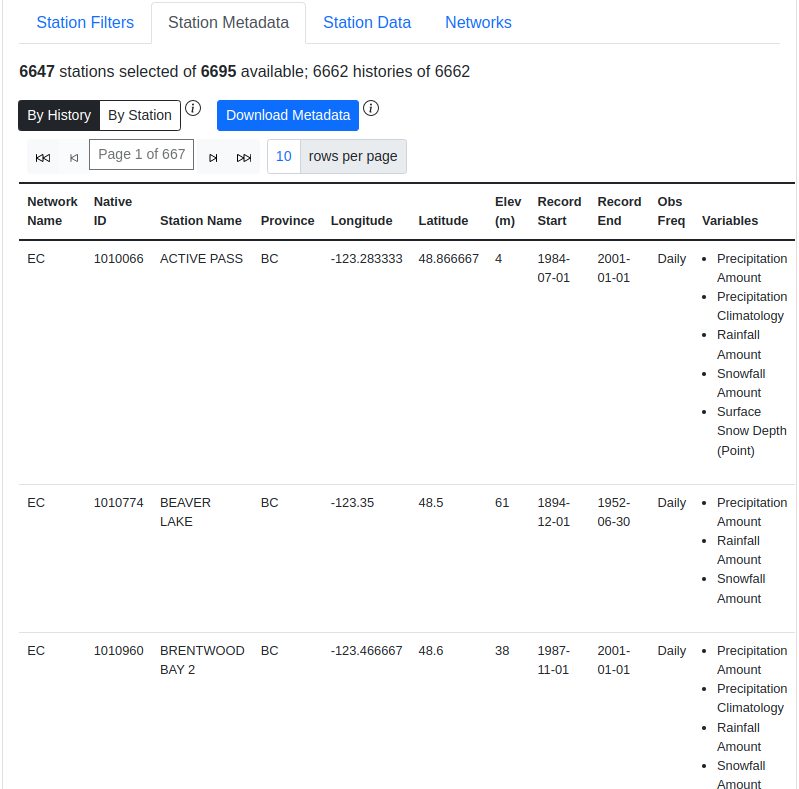 Station Filters Station Metadata Station Data Networks
6647 stations selected of 6695 available; 6662 histories of 6662
By History By Station Download Metadata
Page 1 of 667 10 rows per page
Network Name Native ID Station Name Province Longitude Latitude Elev (m) Record Start Record End Obs Freq Variables
EC 1010066 ACTIVE PASS BC -123.283333 48.866667 4 1984-07-01 2001-01-01 Daily
• Precipitation Amount
• Precipitation Climatology
• Rainfall Amount
• Snowfall Amount
• Surface Snow Depth (Point)
EC 1010774 BEAVER LAKE BC -123.35 48.5 61 1894-12-01 1952-06-30 Daily
• Precipitation Amount
• Rainfall Amount
• Snowfall Amount
EC 1010960 BRENTWOOD BAY 2 BC -123.466667 48.6 38 1987-11-01 2001-01-01 Daily
• Precipitation Amount
• Precipitation Climatology
• Rainfall Amount
• Snowfall Amount